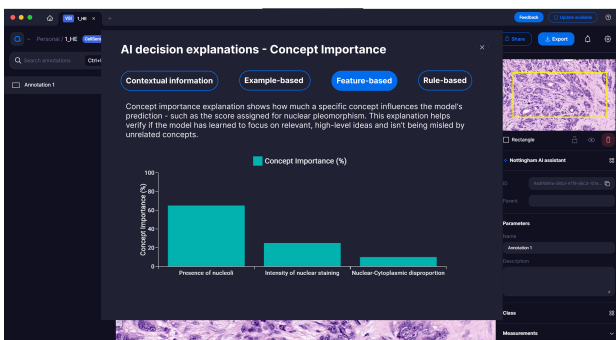 VSI 1_HE ×
Feedback
Update available
Personal / 1_HE
Share
Export
Search annotations
Ctrl+
Annotation 1
AI decision explanations - Concept Importance
×
Contextual information
Example-based
Feature-based
Rule-based
Concept importance explanation shows how much a specific concept influences the model's
prediction - such as the score assigned for nuclear pleomorphism. This explanation helps
verify if the model has learned to focus on relevant, high-level ideas and isn't being misled by
unrelated concepts.
Concept Importance (%)
Concept Importance (%)
100
80
60
40
20
0
Presence of nucleoli
Intensity of nuclear staining
Nuclear-Cytoplasmic disproportion
Rectangle
Nottingham AI assistant
ID
Parent
Parameters
Name
Annotation 1
Description
Class
Measurements